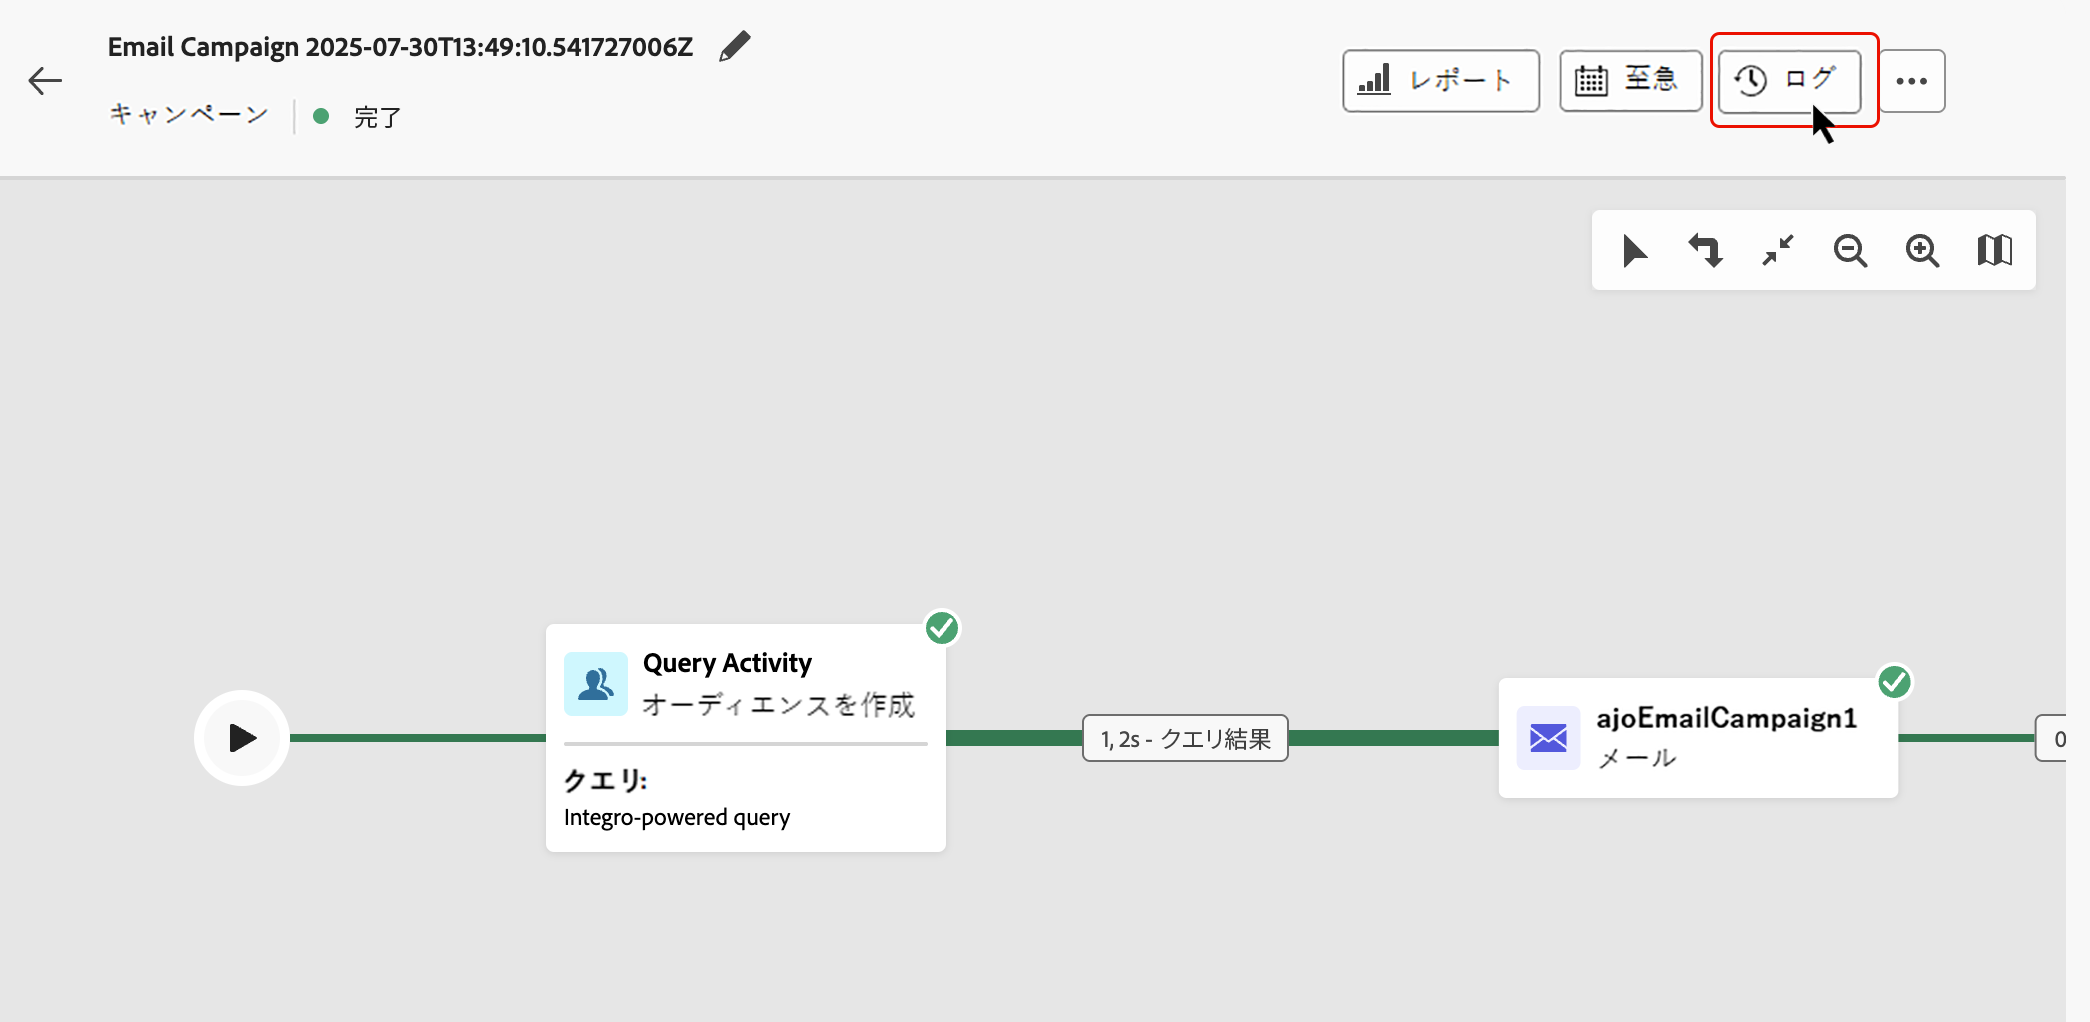 Email Campaign 2025-07-30T13:49:10.541727006Z
キャンペーン 完了
レポート
至急
ログ
Query Activity
オーディエンスを作成
クエリ:
Integro-powered query
1, 2s - クエリ結果
ajoEmailCampaign1
メール
0